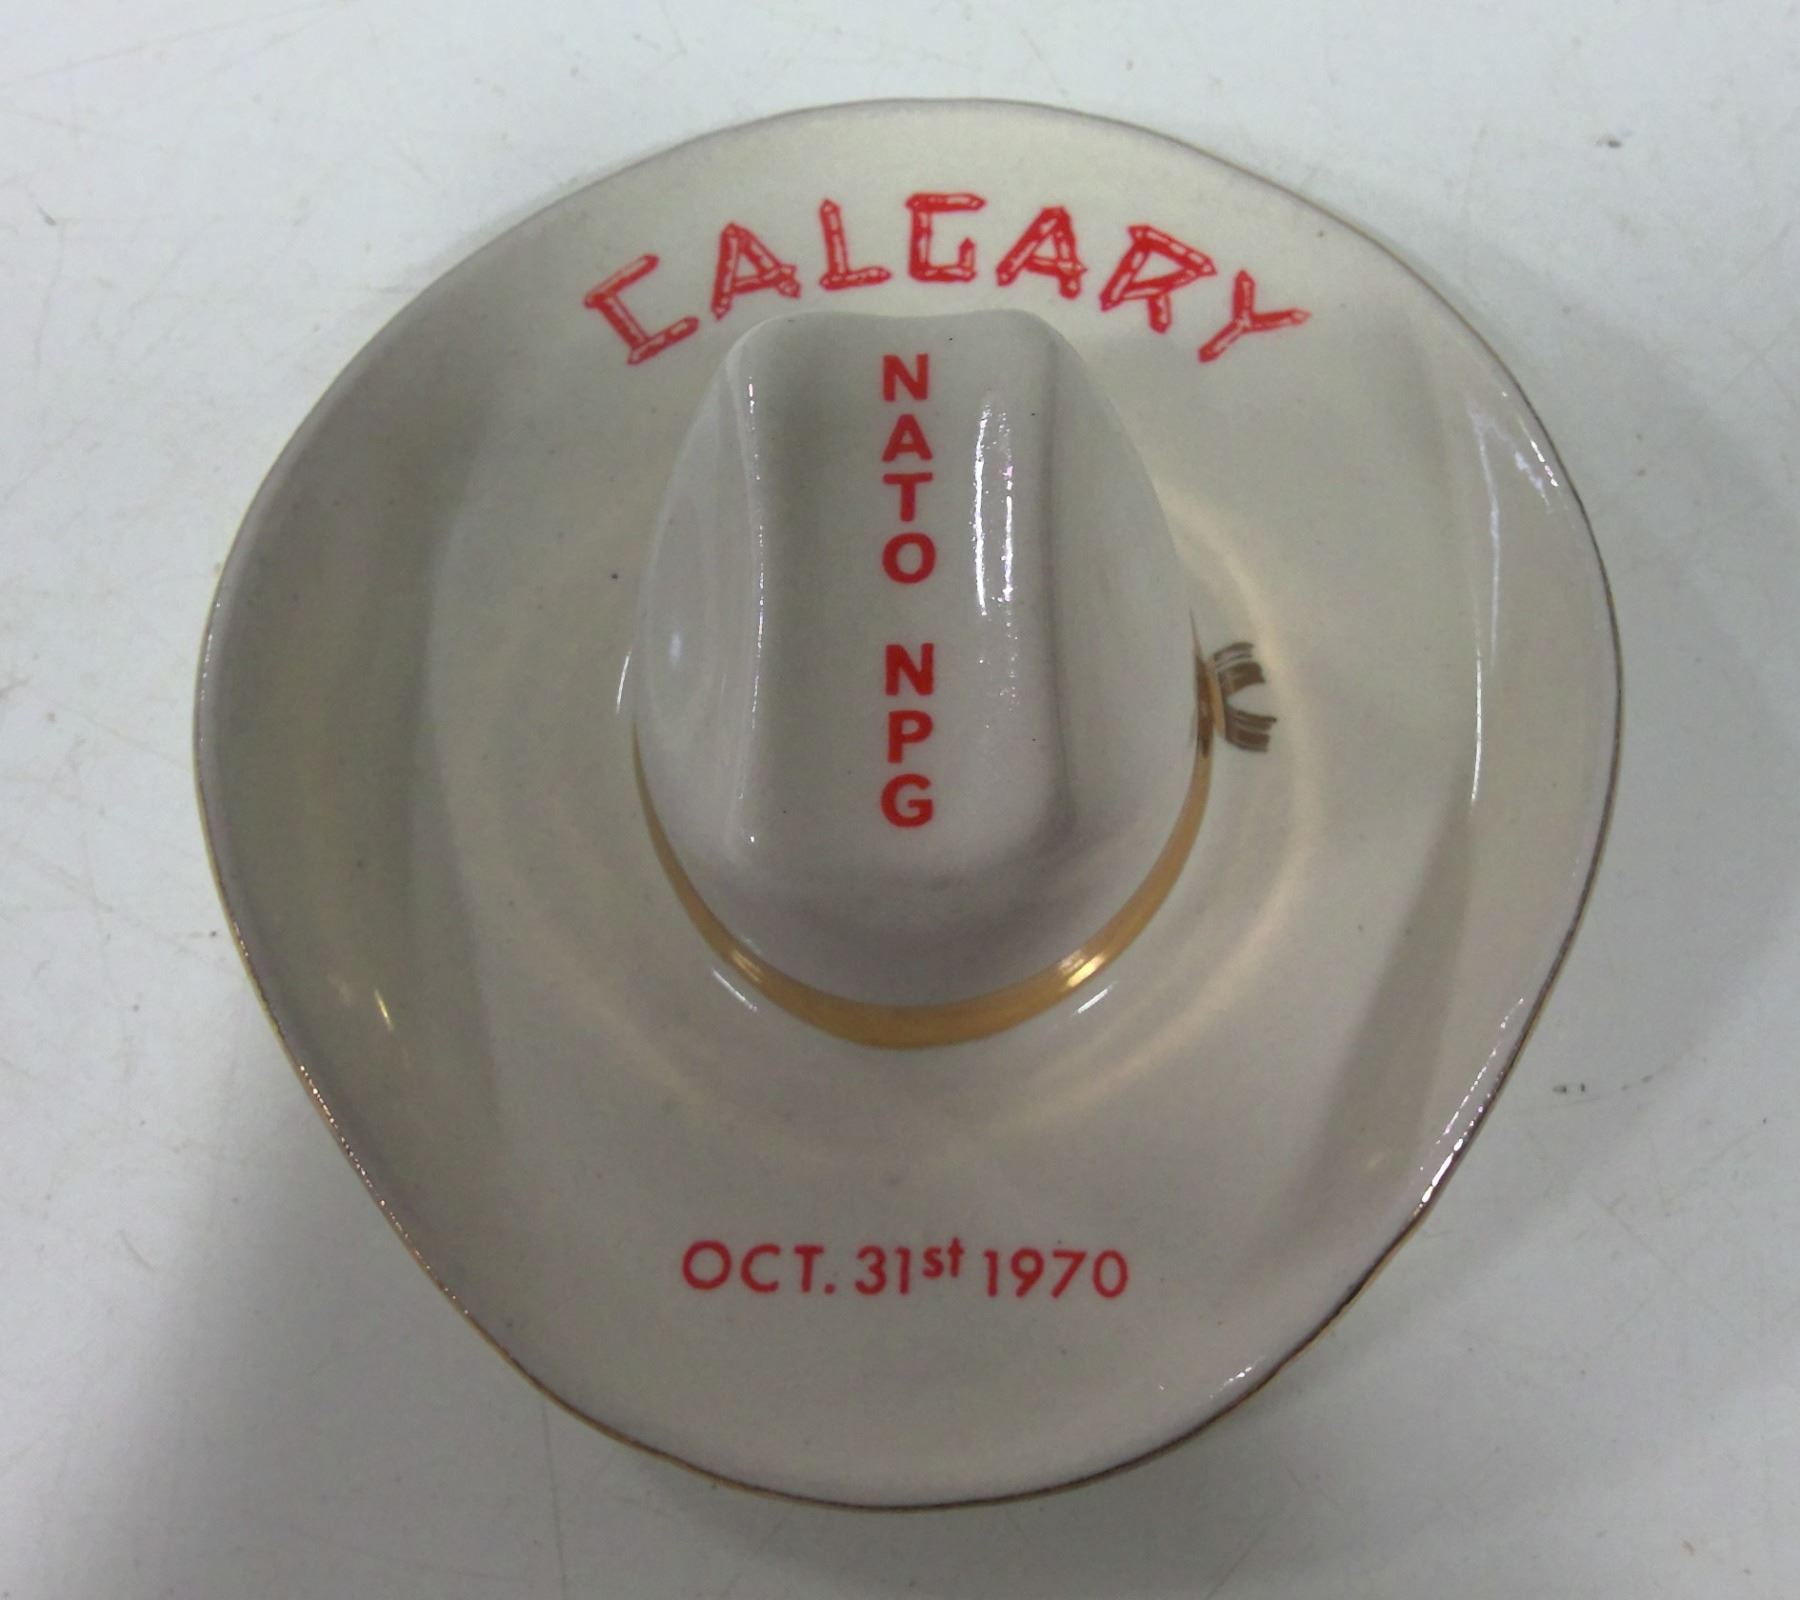 CALGARY
NATO NPG
OCT. 31st 1970